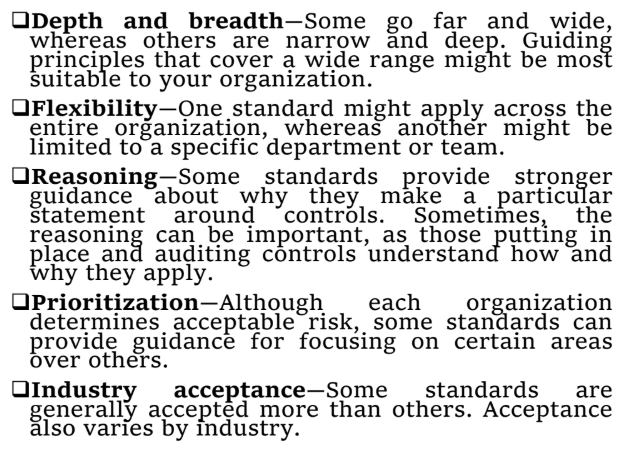 ❑Depth and breadth—Some go far and wide,
whereas others are narrow and deep. Guiding
principles that cover a wide range might be most
suitable to your organization.
❑Flexibility—One standard might apply across the
entire organization, whereas another might be
limited to a specific department or team.
❑Reasoning—Some standards provide stronger
guidance about why they make a particular
statement around controls. Sometimes, the
reasoning can be important, as those putting in
place and auditing controls understand how and
why they apply.
❑Prioritization—Although each organization
determines acceptable risk, some standards can
provide guidance for focusing on certain areas
over others.
❑Industry acceptance—Some standards are
generally accepted more than others. Acceptance
also varies by industry.